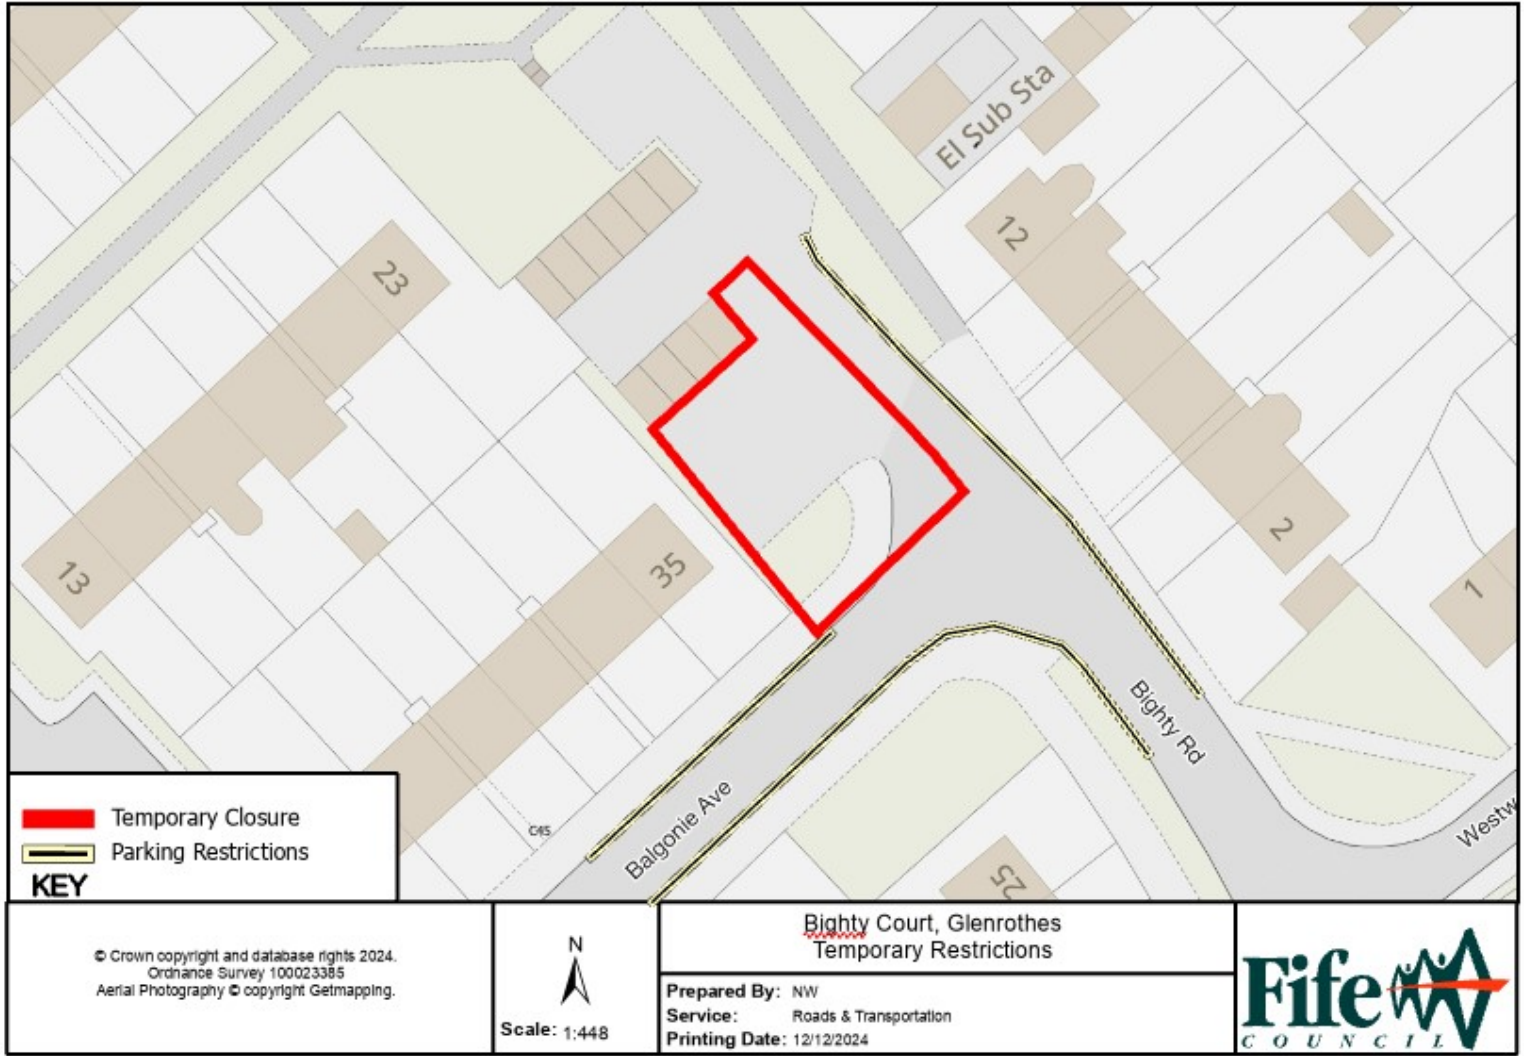 El Sub Sta
12
23
2
1
13
35
Bighty Rd
Balgonie Ave
Westw
25
Temporary Closure
Parking Restrictions
KEY
© Crown copyright and database rights 2024.
Ordnance Survey 100023385
Aerial Photography © copyright Getmapping.
N
Scale: 1:448
Bighty Court, Glenrothes
Temporary Restrictions
Prepared By: NW
Service: Roads & Transportation
Printing Date: 12/12/2024
Fife
COUNCIL